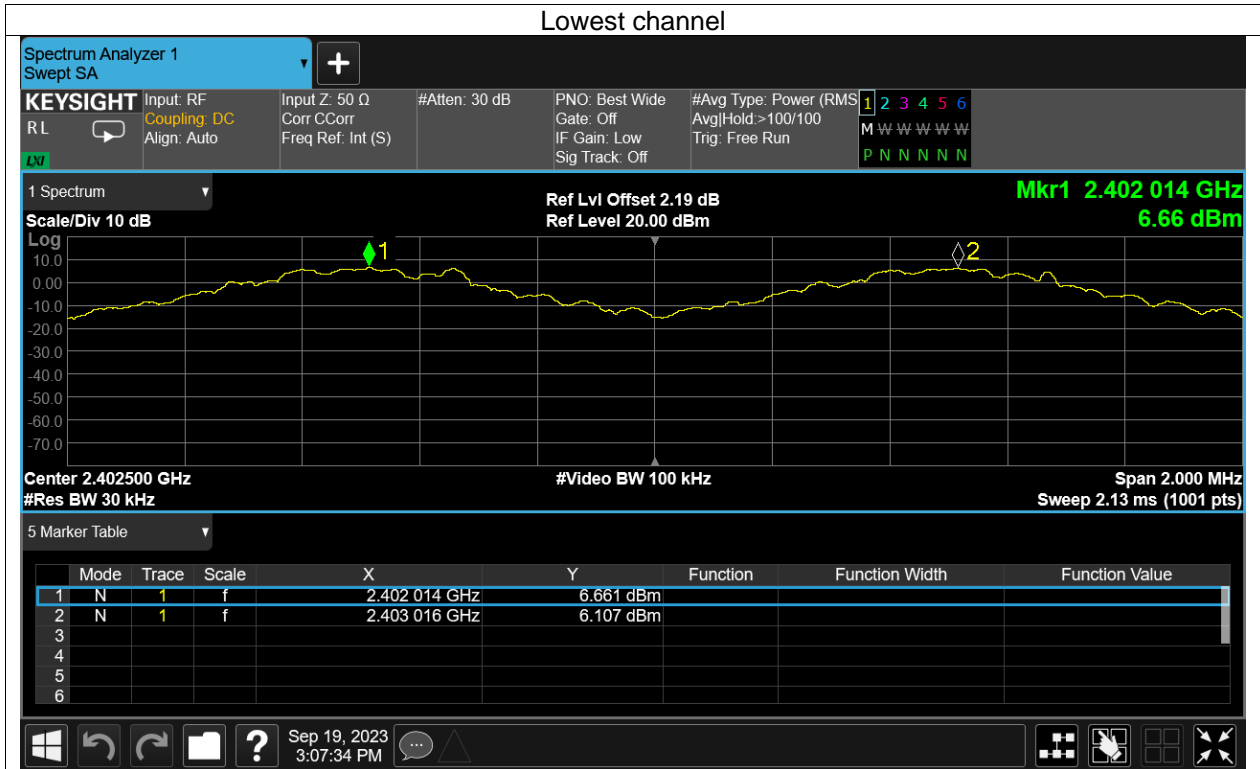 Lowest channel
Spectrum Analyzer 1
Swept SA
+
KEYSIGHT
RL
LXI
Input: RF
Coupling: DC
Align: Auto
Input Z: 50 Ω
Corr CCorr
Freq Ref: Int (S)
#Atten: 30 dB
PNO: Best Wide
Gate: Off
IF Gain: Low
Sig Track: Off
#Avg Type: Power (RMS
Avg|Hold:>100/100
Trig: Free Run
1 2 3 4 5 6
M W W W W W
P N N N N N
1 Spectrum
Scale/Div 10 dB
Ref Lvl Offset 2.19 dB
Ref Level 20.00 dBm
Mkr1 2.402 014 GHz
6.66 dBm
Log
10.0
0.00
-10.0
-20.0
-30.0
-40.0
-50.0
-60.0
-70.0
1
2
Center 2.402500 GHz
#Res BW 30 kHz
#Video BW 100 kHz
Span 2.000 MHz
Sweep 2.13 ms (1001 pts)
5 Marker Table
Mode Trace Scale X Y Function Function Width Function Value
1 N 1 f 2.402 014 GHz 6.661 dBm
2 N 1 f 2.403 016 GHz 6.107 dBm
3
4
5
6
?
Sep 19, 2023
3:07:34 PM